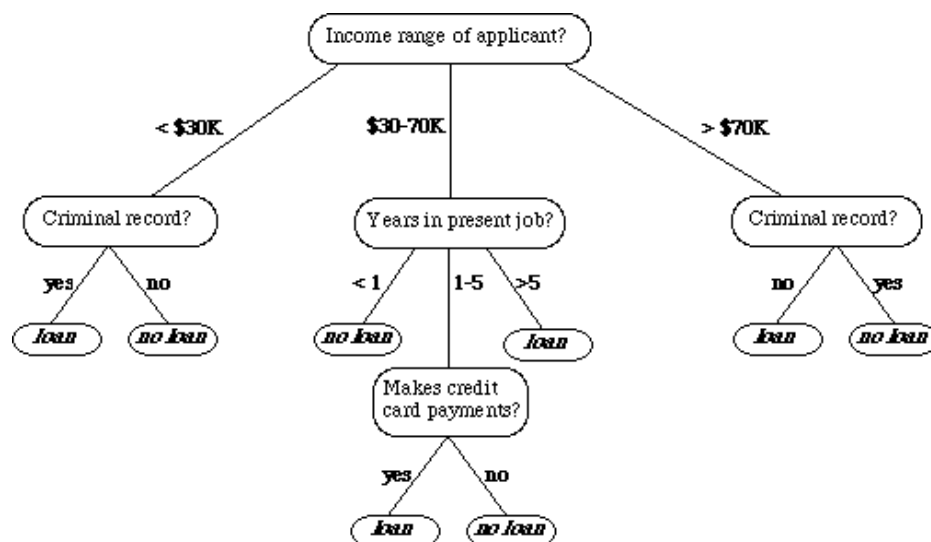 Income range of applicant?
< $30K
$30-70K
> $70K
Criminal record?
Years in present job?
Criminal record?
yes
no
< 1
1-5
>5
no
yes
loan
no loan
no loan
loan
loan
no loan
Makes credit
card payments?
yes
no
loan
no loan